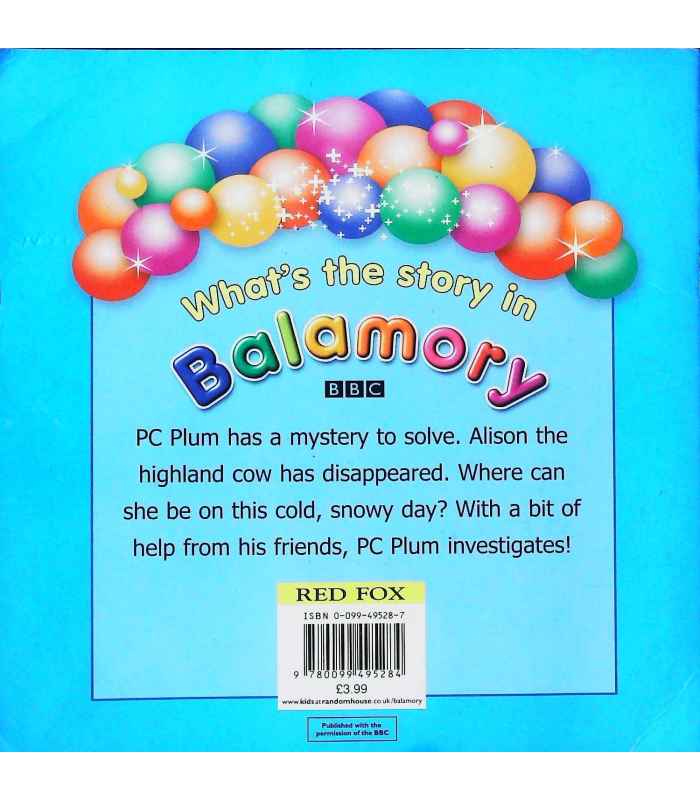 What's the story in
Balamory
BBC
PC Plum has a mystery to solve. Alison the
highland cow has disappeared. Where can
she be on this cold, snowy day? With a bit of
help from his friends, PC Plum investigates!
RED FOX
ISBN 0-099-49528-7
9 780099 495284
£3.99
www.kidsatrandomhouse.co.uk/balamory
Published with the
permission of the BBC